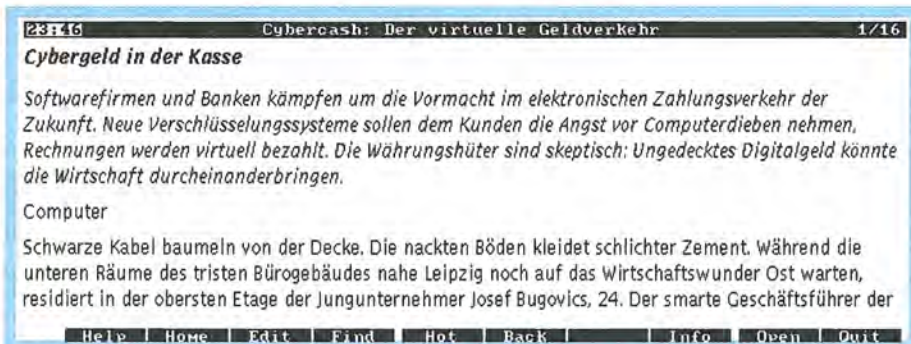 23:46 Cybercash: Der virtuelle Geldverkehr 1/16
Cybergeld in der Kasse
Softwarefirmen und Banken kämpfen um die Vormacht im elektronischen Zahlungsverkehr der
Zukunft. Neue Verschlüsselungssysteme sollen dem Kunden die Angst vor Computerdieben nehmen,
Rechnungen werden virtuell bezahlt. Die Währungshüter sind skeptisch: Ungedecktes Digitalgeld könnte
die Wirtschaft durcheinanderbringen.
Computer
Schwarze Kabel baumeln von der Decke. Die nackten Böden kleidet schlichter Zement. Während die
unteren Räume des tristen Bürogebäudes nahe Leipzig noch auf das Wirtschaftswunder Ost warten,
residiert in der obersten Etage der Jungunternehmer Josef Bugovics, 24. Der smarte Geschäftsführer der
Help Home Edit Find Hot Back Info Open Quit